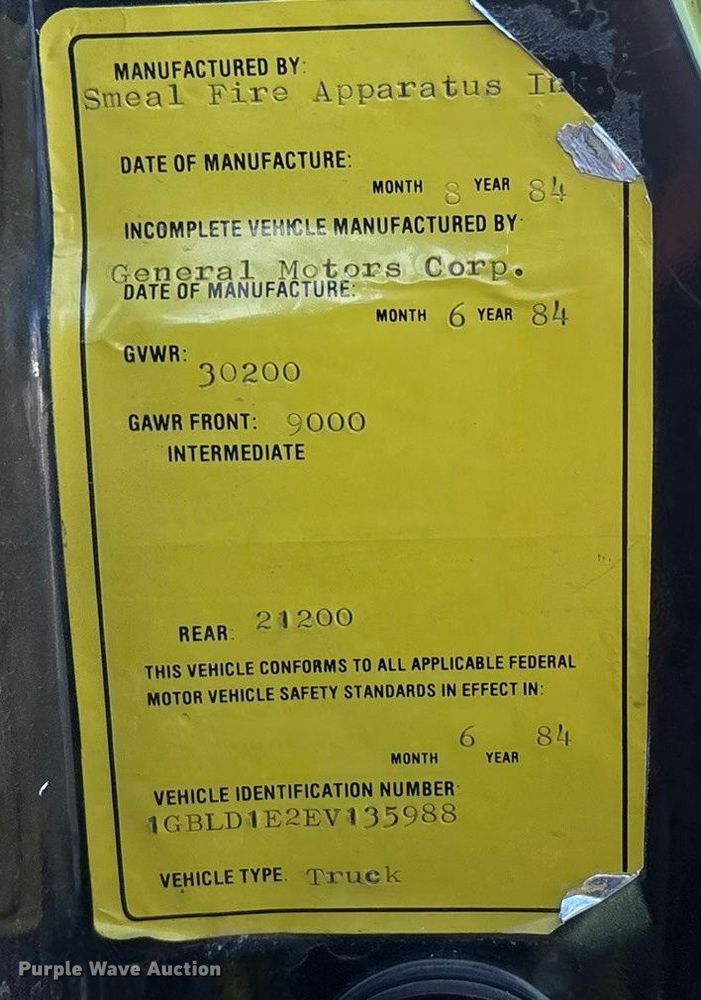 MANUFACTURED BY:
Smeal Fire Apparatus In
DATE OF MANUFACTURE:
MONTH 8 YEAR 84
INCOMPLETE VEHICLE MANUFACTURED BY
General Motors Corp.
DATE OF MANUFACTURE:
MONTH 6 YEAR 84
GVWR:
30200
GAWR FRONT: 9000
INTERMEDIATE
REAR: 21200
THIS VEHICLE CONFORMS TO ALL APPLICABLE FEDERAL
MOTOR VEHICLE SAFETY STANDARDS IN EFFECT IN:
6 84
MONTH YEAR
VEHICLE IDENTIFICATION NUMBER
1GBLD1E2EV135988
VEHICLE TYPE. Truck
Purple Wave Auction